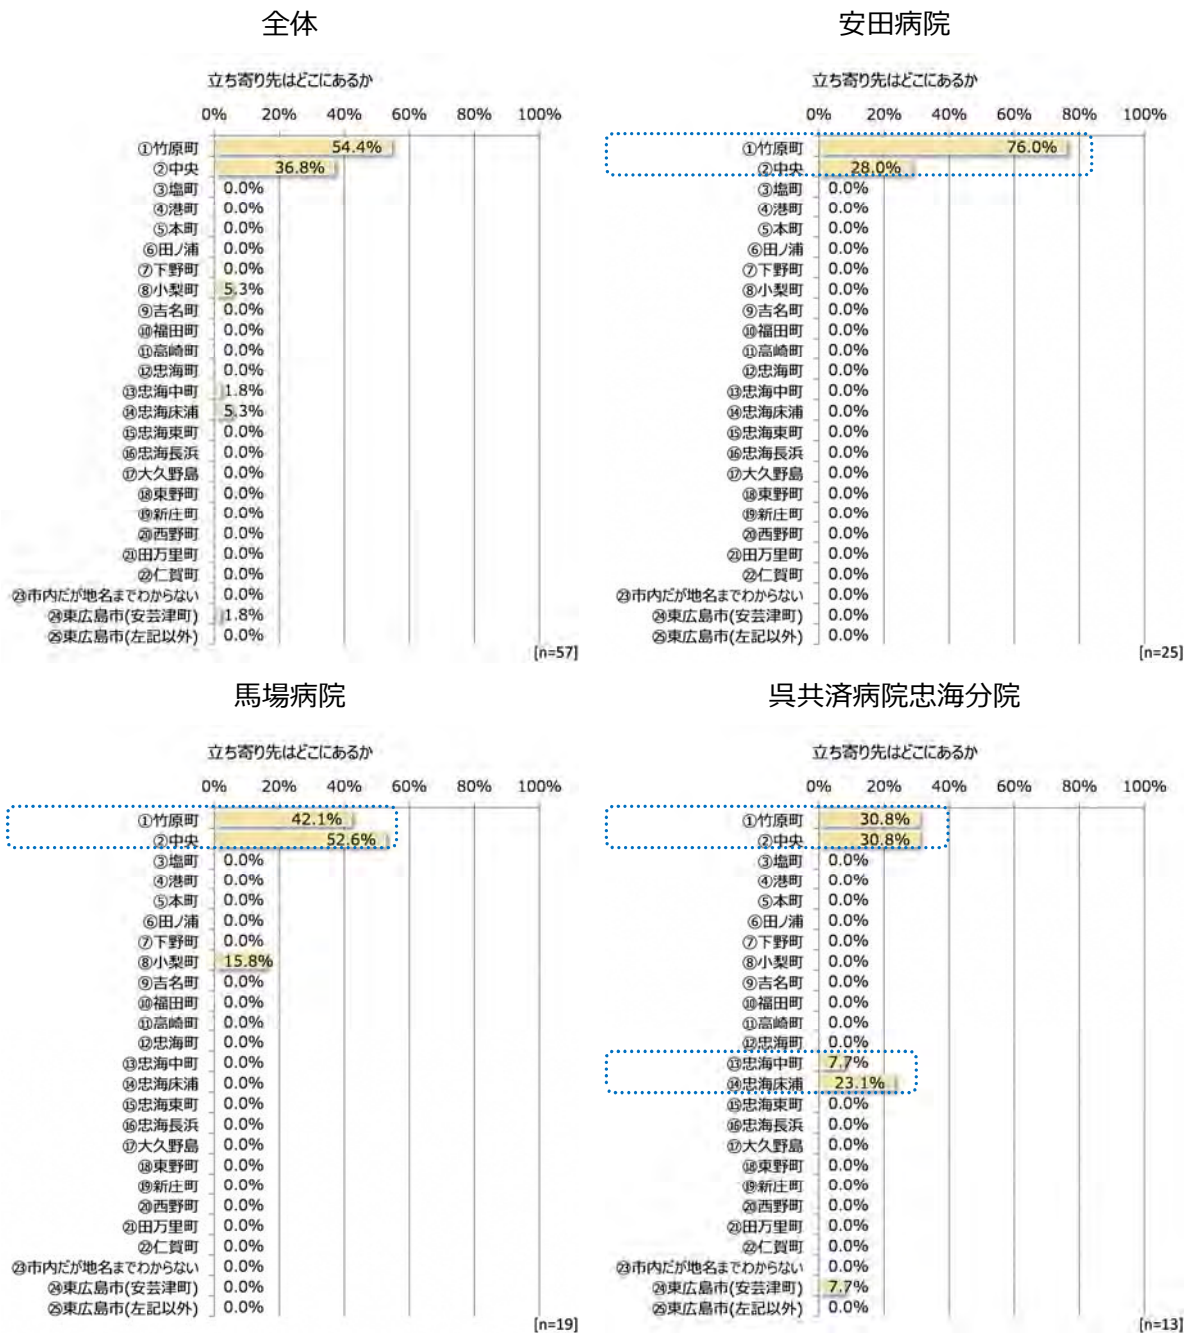 全体
立ち寄り先はどこにあるか
0% 20% 40% 60% 80% 100%
①竹原町 54.4%
②中央 36.8%
③塩町 0.0%
④港町 0.0%
⑤本町 0.0%
⑥田ノ浦 0.0%
⑦下野町 0.0%
⑧小梨町 5.3%
⑨吉名町 0.0%
⑩福田町 0.0%
⑪高崎町 0.0%
⑫忠海町 0.0%
⑬忠海中町 1.8%
⑭忠海床浦 5.3%
⑮忠海東町 0.0%
⑯忠海長浜 0.0%
⑰大久野島 0.0%
⑱東野町 0.0%
⑲新庄町 0.0%
⑳西野町 0.0%
㉑田万里町 0.0%
㉒仁賀町 0.0%
㉓市内だが地名までわからない 0.0%
㉔東広島市(安芸津町) 1.8%
㉕東広島市(左記以外) 0.0%
[n=57]
安田病院
立ち寄り先はどこにあるか
0% 20% 40% 60% 80% 100%
①竹原町 76.0%
②中央 28.0%
③塩町 0.0%
④港町 0.0%
⑤本町 0.0%
⑥田ノ浦 0.0%
⑦下野町 0.0%
⑧小梨町 0.0%
⑨吉名町 0.0%
⑩福田町 0.0%
⑪高崎町 0.0%
⑫忠海町 0.0%
⑬忠海中町 0.0%
⑭忠海床浦 0.0%
⑮忠海東町 0.0%
⑯忠海長浜 0.0%
⑰大久野島 0.0%
⑱東野町 0.0%
⑲新庄町 0.0%
⑳西野町 0.0%
㉑田万里町 0.0%
㉒仁賀町 0.0%
㉓市内だが地名までわからない 0.0%
㉔東広島市(安芸津町) 0.0%
㉕東広島市(左記以外) 0.0%
[n=25]
馬場病院
立ち寄り先はどこにあるか
0% 20% 40% 60% 80% 100%
①竹原町 42.1%
②中央 52.6%
③塩町 0.0%
④港町 0.0%
⑤本町 0.0%
⑥田ノ浦 0.0%
⑦下野町 0.0%
⑧小梨町 15.8%
⑨吉名町 0.0%
⑩福田町 0.0%
⑪高崎町 0.0%
⑫忠海町 0.0%
⑬忠海中町 0.0%
⑭忠海床浦 0.0%
⑮忠海東町 0.0%
⑯忠海長浜 0.0%
⑰大久野島 0.0%
⑱東野町 0.0%
⑲新庄町 0.0%
⑳西野町 0.0%
㉑田万里町 0.0%
㉒仁賀町 0.0%
㉓市内だが地名までわからない 0.0%
㉔東広島市(安芸津町) 0.0%
㉕東広島市(左記以外) 0.0%
[n=19]
呉共済病院忠海分院
立ち寄り先はどこにあるか
0% 20% 40% 60% 80% 100%
①竹原町 30.8%
②中央 30.8%
③塩町 0.0%
④港町 0.0%
⑤本町 0.0%
⑥田ノ浦 0.0%
⑦下野町 0.0%
⑧小梨町 0.0%
⑨吉名町 0.0%
⑩福田町 0.0%
⑪高崎町 0.0%
⑫忠海町 0.0%
⑬忠海中町 7.7%
⑭忠海床浦 23.1%
⑮忠海東町 0.0%
⑯忠海長浜 0.0%
⑰大久野島 0.0%
⑱東野町 0.0%
⑲新庄町 0.0%
⑳西野町 0.0%
㉑田万里町 0.0%
㉒仁賀町 0.0%
㉓市内だが地名までわからない 0.0%
㉔東広島市(安芸津町) 7.7%
㉕東広島市(左記以外) 0.0%
[n=13]